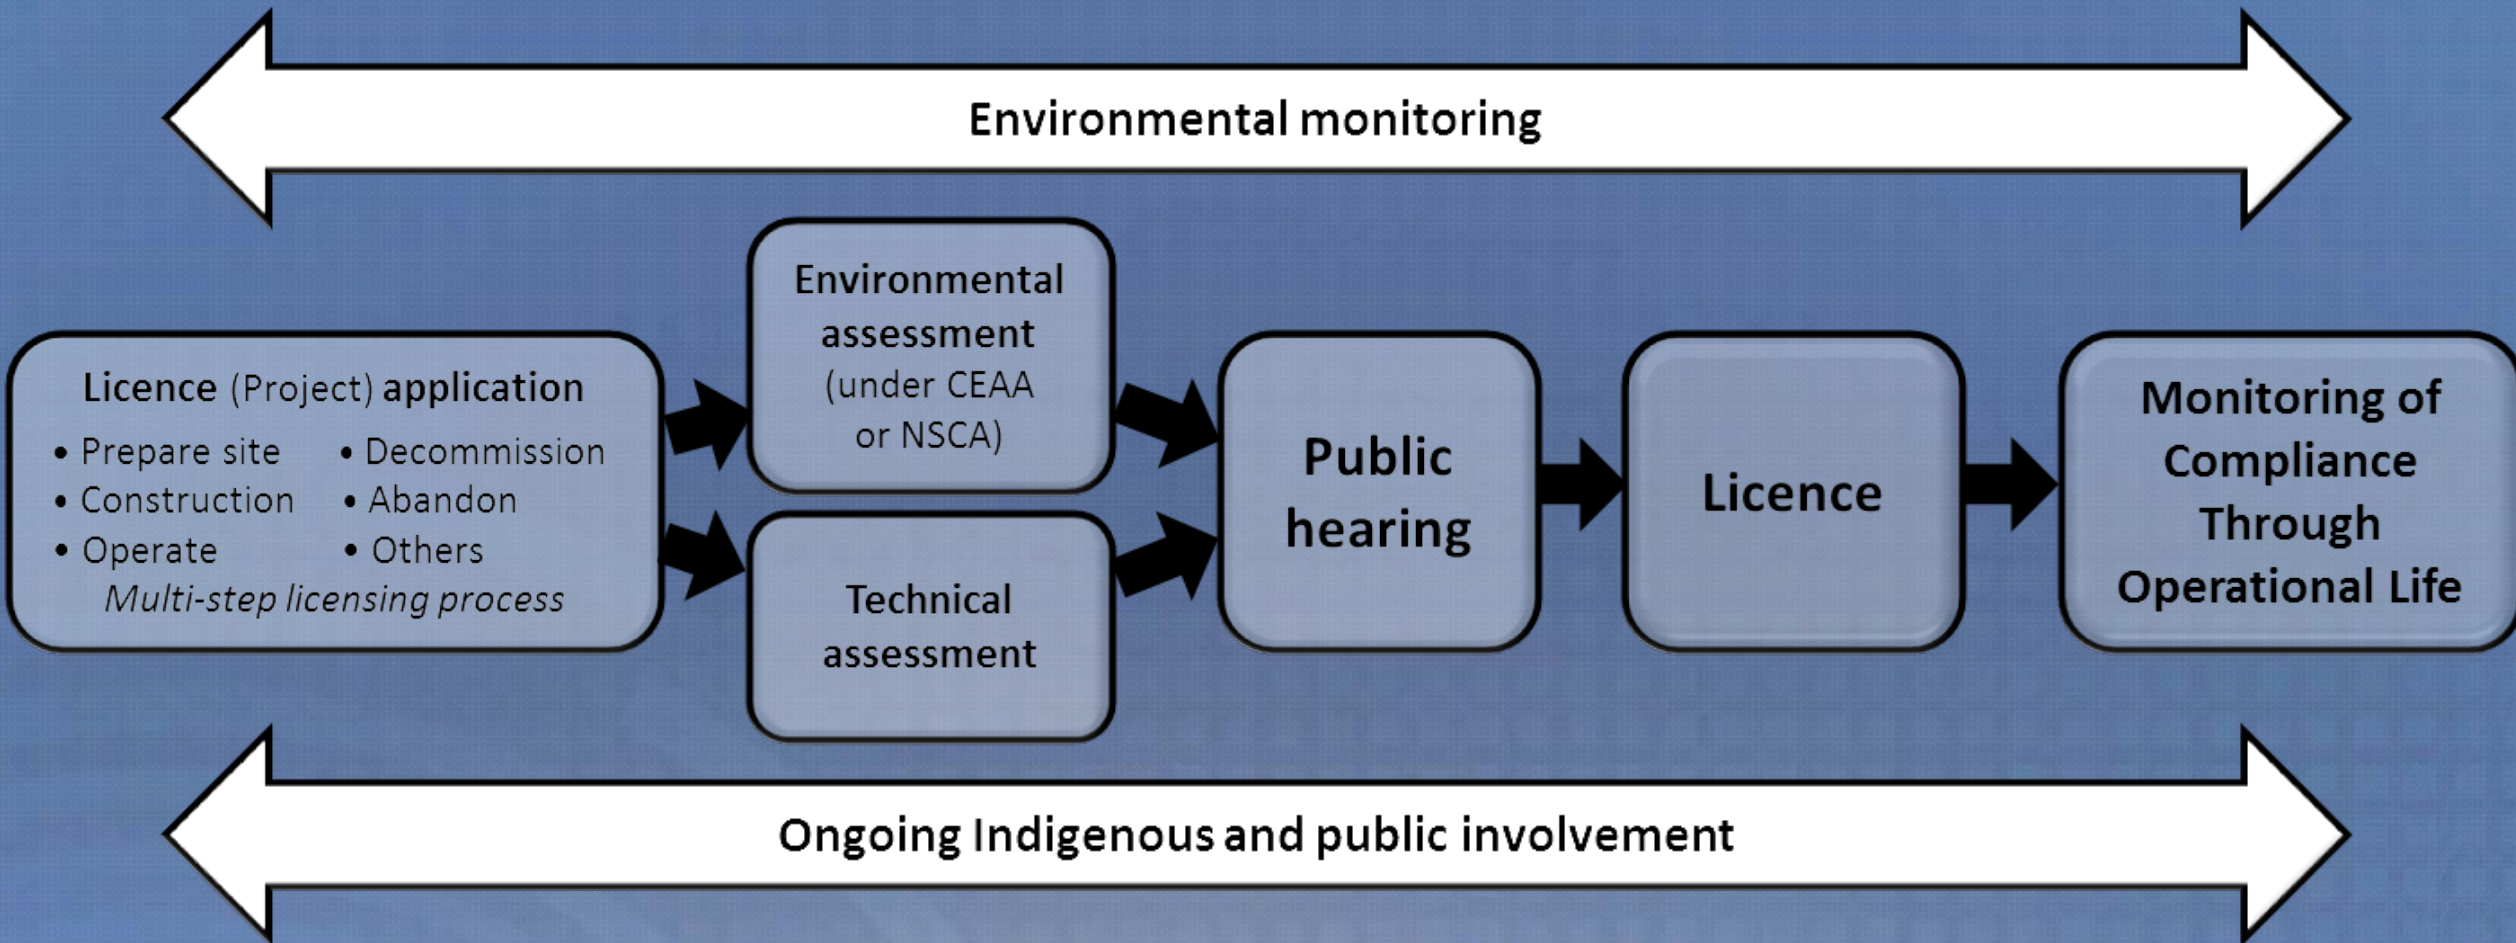 Environmental monitoring
Licence (Project) application
• Prepare site
• Construction
• Operate
• Decommission
• Abandon
• Others
Multi-step licensing process
Environmental
assessment
(under CEAA
or NSCA)
Technical
assessment
Public
hearing
Licence
Monitoring of
Compliance
Through
Operational Life
Ongoing Indigenous and public involvement